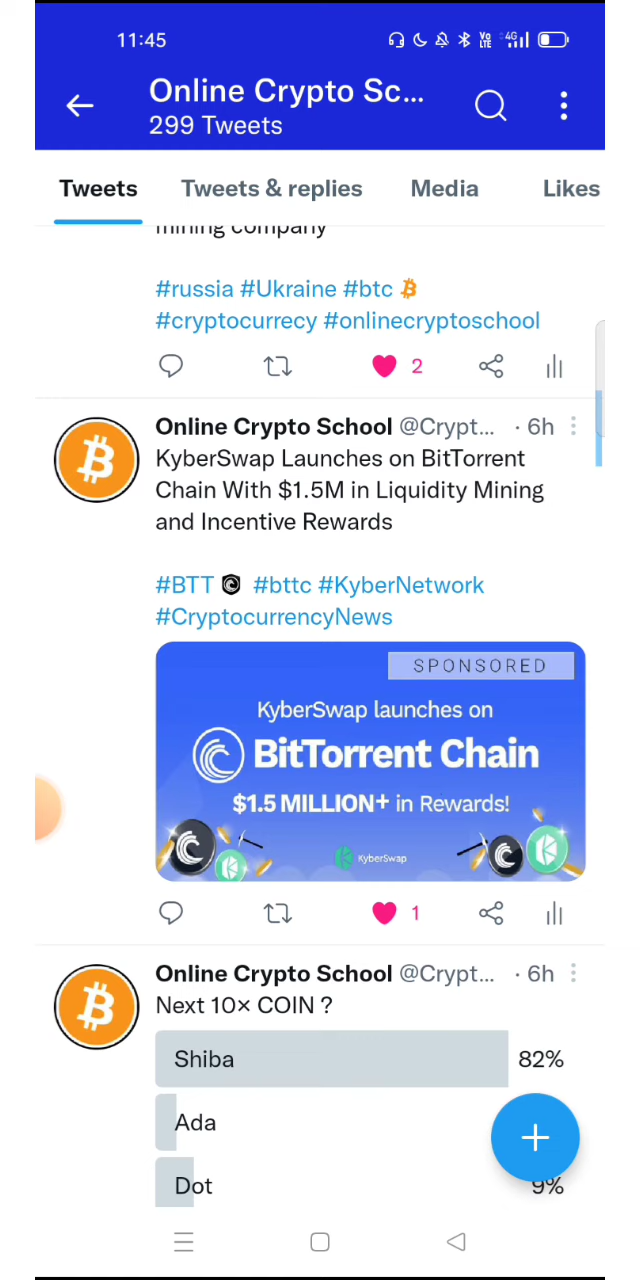 11:45
4G
Online Crypto Sc...
299 Tweets
Tweets Tweets & replies Media Likes
mining company
#russia #Ukraine #btc
#cryptocurrecy #onlinecryptoschool
2
Online Crypto School @Crypt... · 6h
KyberSwap Launches on BitTorrent
Chain With $1.5M in Liquidity Mining
and Incentive Rewards
#BTT #bttc #KyberNetwork
#CryptocurrencyNews
SPONSORED
KyberSwap launches on
BitTorrent Chain
$1.5 MILLION+ in Rewards!
KyberSwap
1
Online Crypto School @Crypt... · 6h
Next 10× COIN ?
Shiba 82%
Ada
Dot 9%